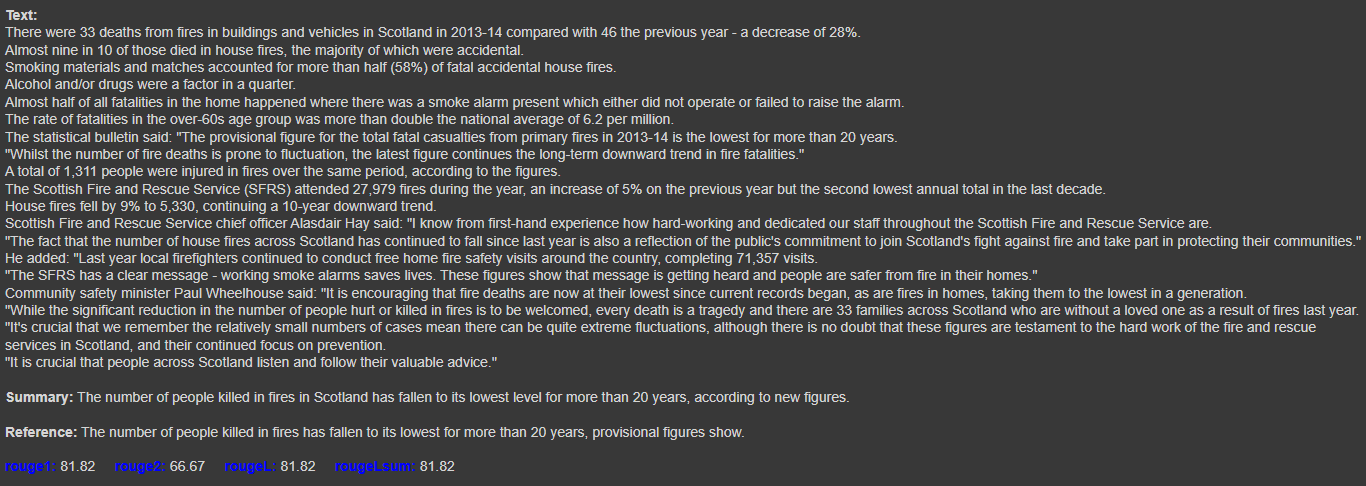 Text:
There were 33 deaths from fires in buildings and vehicles in Scotland in 2013-14 compared with 46 the previous year - a decrease of 28%.
Almost nine in 10 of those died in house fires, the majority of which were accidental.
Smoking materials and matches accounted for more than half (58%) of fatal accidental house fires.
Alcohol and/or drugs were a factor in a quarter.
Almost half of all fatalities in the home happened where there was a smoke alarm present which either did not operate or failed to raise the alarm.
The rate of fatalities in the over-60s age group was more than double the national average of 6.2 per million.
The statistical bulletin said: "The provisional figure for the total fatal casualties from primary fires in 2013-14 is the lowest for more than 20 years.
"Whilst the number of fire deaths is prone to fluctuation, the latest figure continues the long-term downward trend in fire fatalities."
A total of 1,311 people were injured in fires over the same period, according to the figures.
The Scottish Fire and Rescue Service (SFRS) attended 27,979 fires during the year, an increase of 5% on the previous year but the second lowest annual total in the last decade.
House fires fell by 9% to 5,330, continuing a 10-year downward trend.
Scottish Fire and Rescue Service chief officer Alasdair Hay said: "I know from first-hand experience how hard-working and dedicated our staff throughout the Scottish Fire and Rescue Service are.
"The fact that the number of house fires across Scotland has continued to fall since last year is also a reflection of the public's commitment to join Scotland's fight against fire and take part in protecting their communities."
He added: "Last year local firefighters continued to conduct free home fire safety visits around the country, completing 71,357 visits.
"The SFRS has a clear message - working smoke alarms saves lives. These figures show that message is getting heard and people are safer from fire in their homes."
Community safety minister Paul Wheelhouse said: "It is encouraging that fire deaths are now at their lowest since current records began, as are fires in homes, taking them to the lowest in a generation.
"While the significant reduction in the number of people hurt or killed in fires is to be welcomed, every death is a tragedy and there are 33 families across Scotland who are without a loved one as a result of fires last year.
"It's crucial that we remember the relatively small numbers of cases mean there can be quite extreme fluctuations, although there is no doubt that these figures are testament to the hard work of the fire and rescue
services in Scotland, and their continued focus on prevention.
"It is crucial that people across Scotland listen and follow their valuable advice."
Summary: The number of people killed in fires in Scotland has fallen to its lowest level for more than 20 years, according to new figures.
Reference: The number of people killed in fires has fallen to its lowest for more than 20 years, provisional figures show.
rouge1: 81.82 rouge2: 66.67 rougeL: 81.82 rougeLsum: 81.82